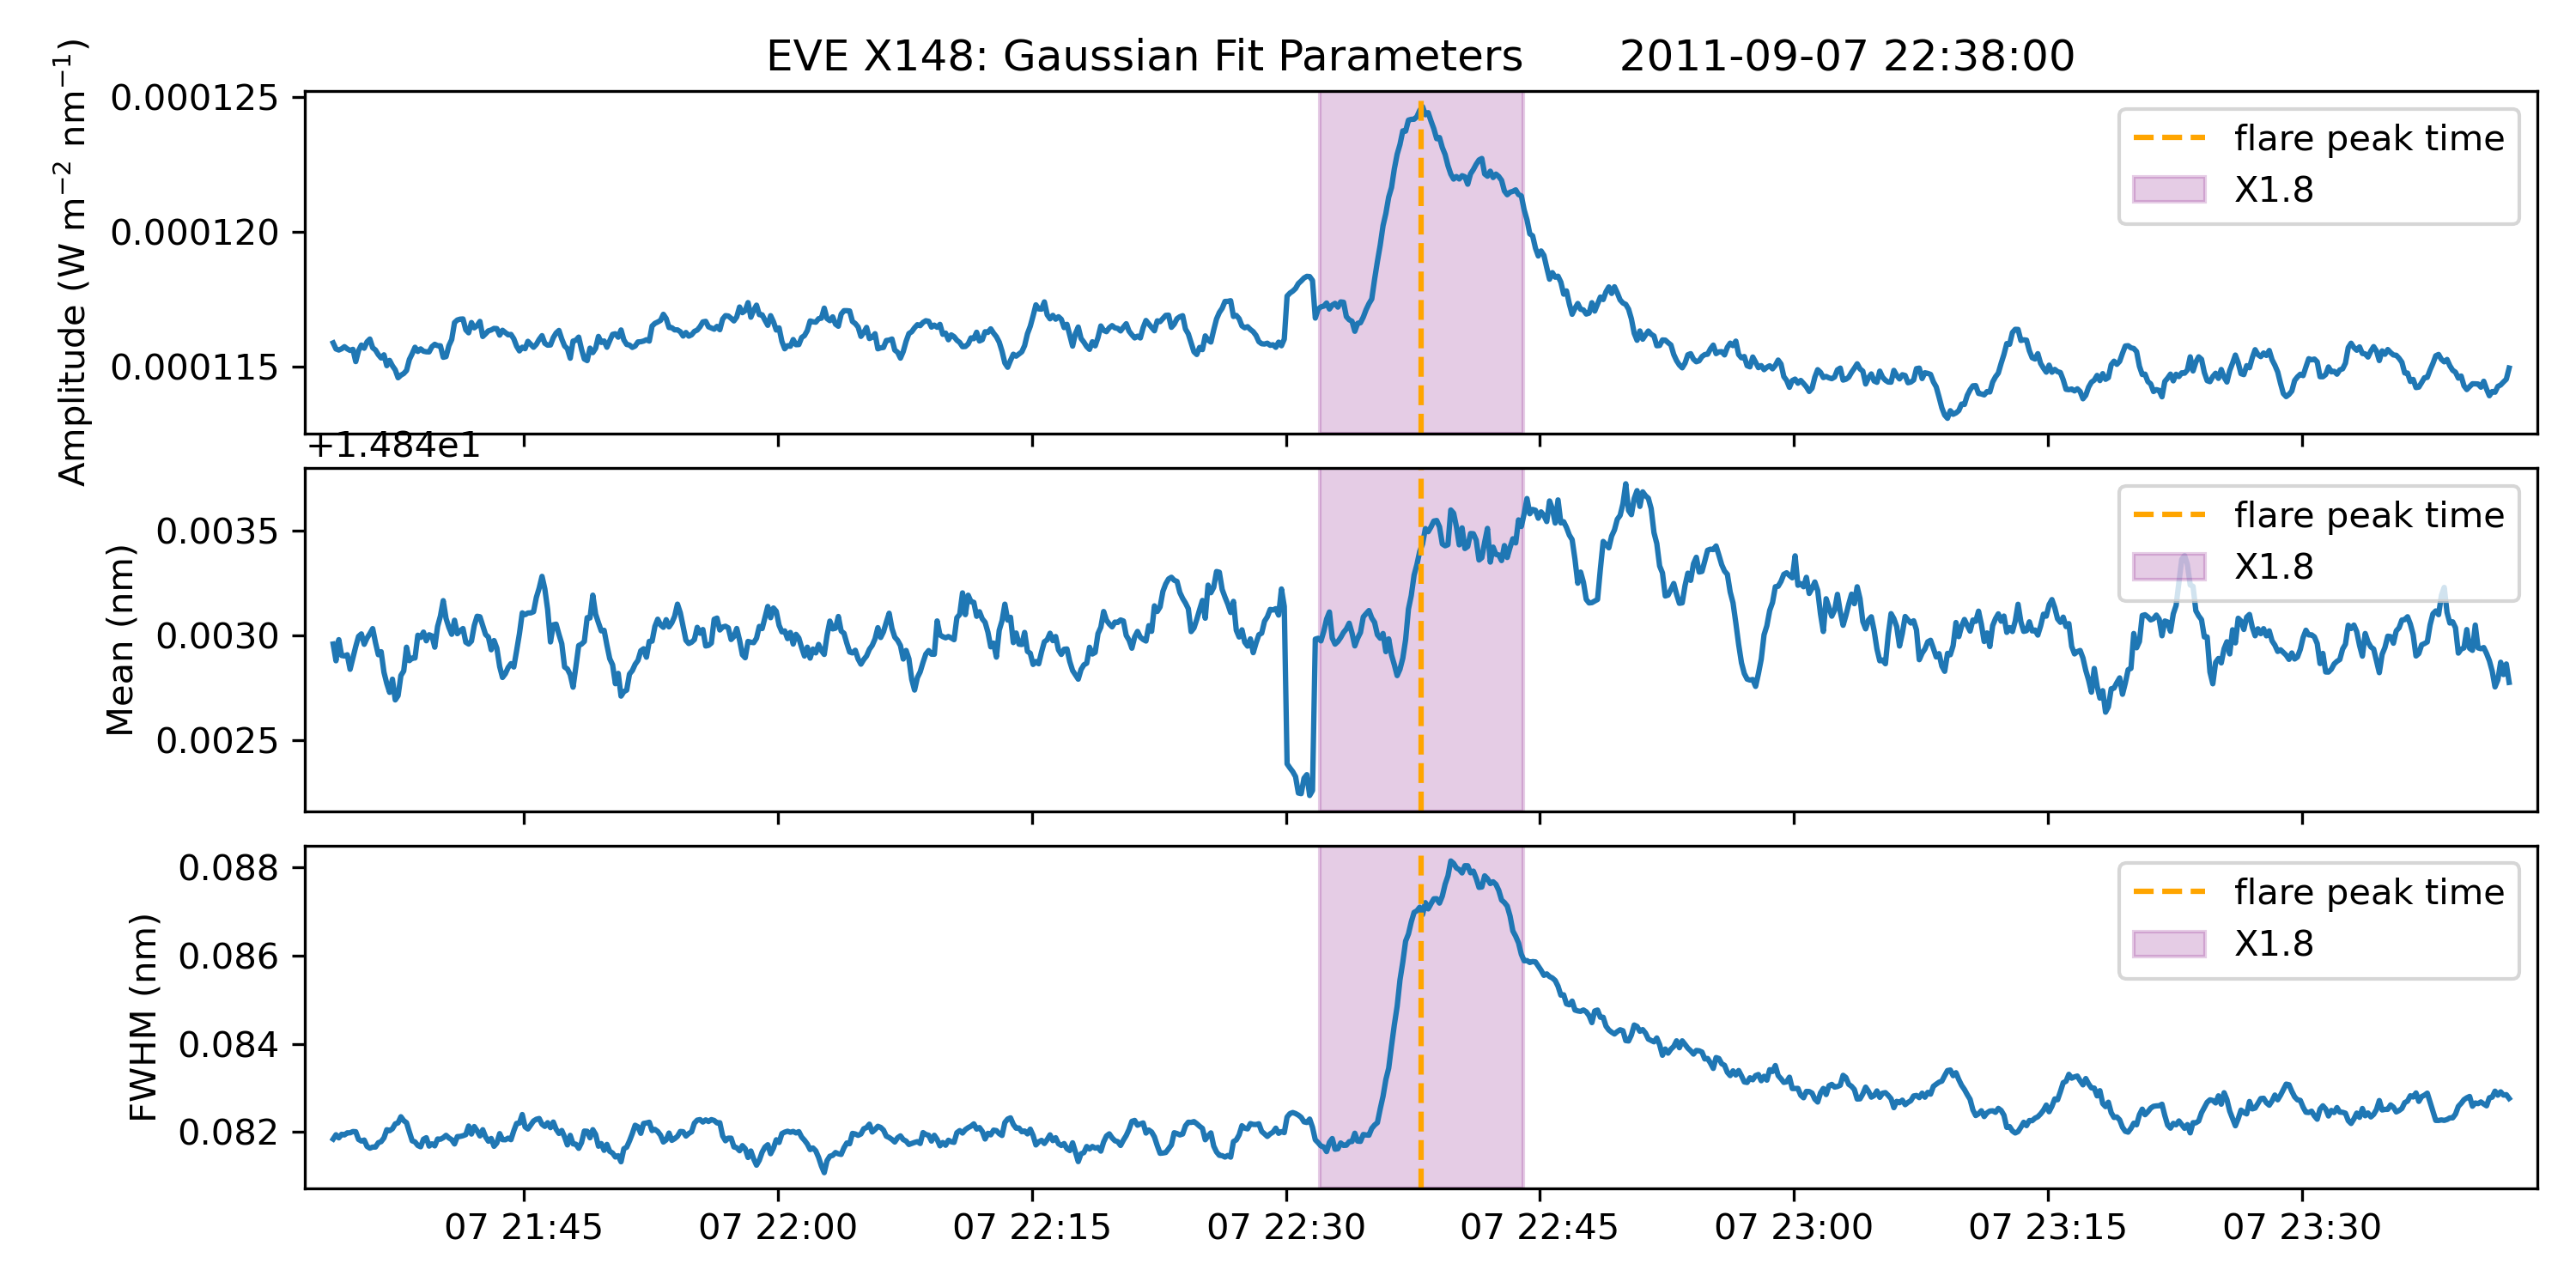 EVE X148: Gaussian Fit Parameters 2011-09-07 22:38:00
Amplitude (W m⁻² nm⁻¹)
0.000125
0.000120
0.000115
flare peak time
X1.8
+1.484e1
Mean (nm)
0.0035
0.0030
0.0025
flare peak time
X1.8
FWHM (nm)
0.088
0.086
0.084
0.082
flare peak time
X1.8
07 21:45 07 22:00 07 22:15 07 22:30 07 22:45 07 23:00 07 23:15 07 23:30